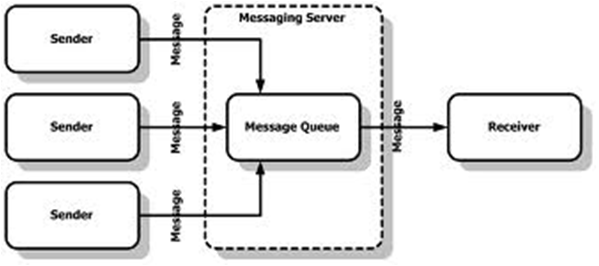 Messaging Server
Sender
Message
Sender
Message
Message Queue
Message
Receiver
Sender
Message